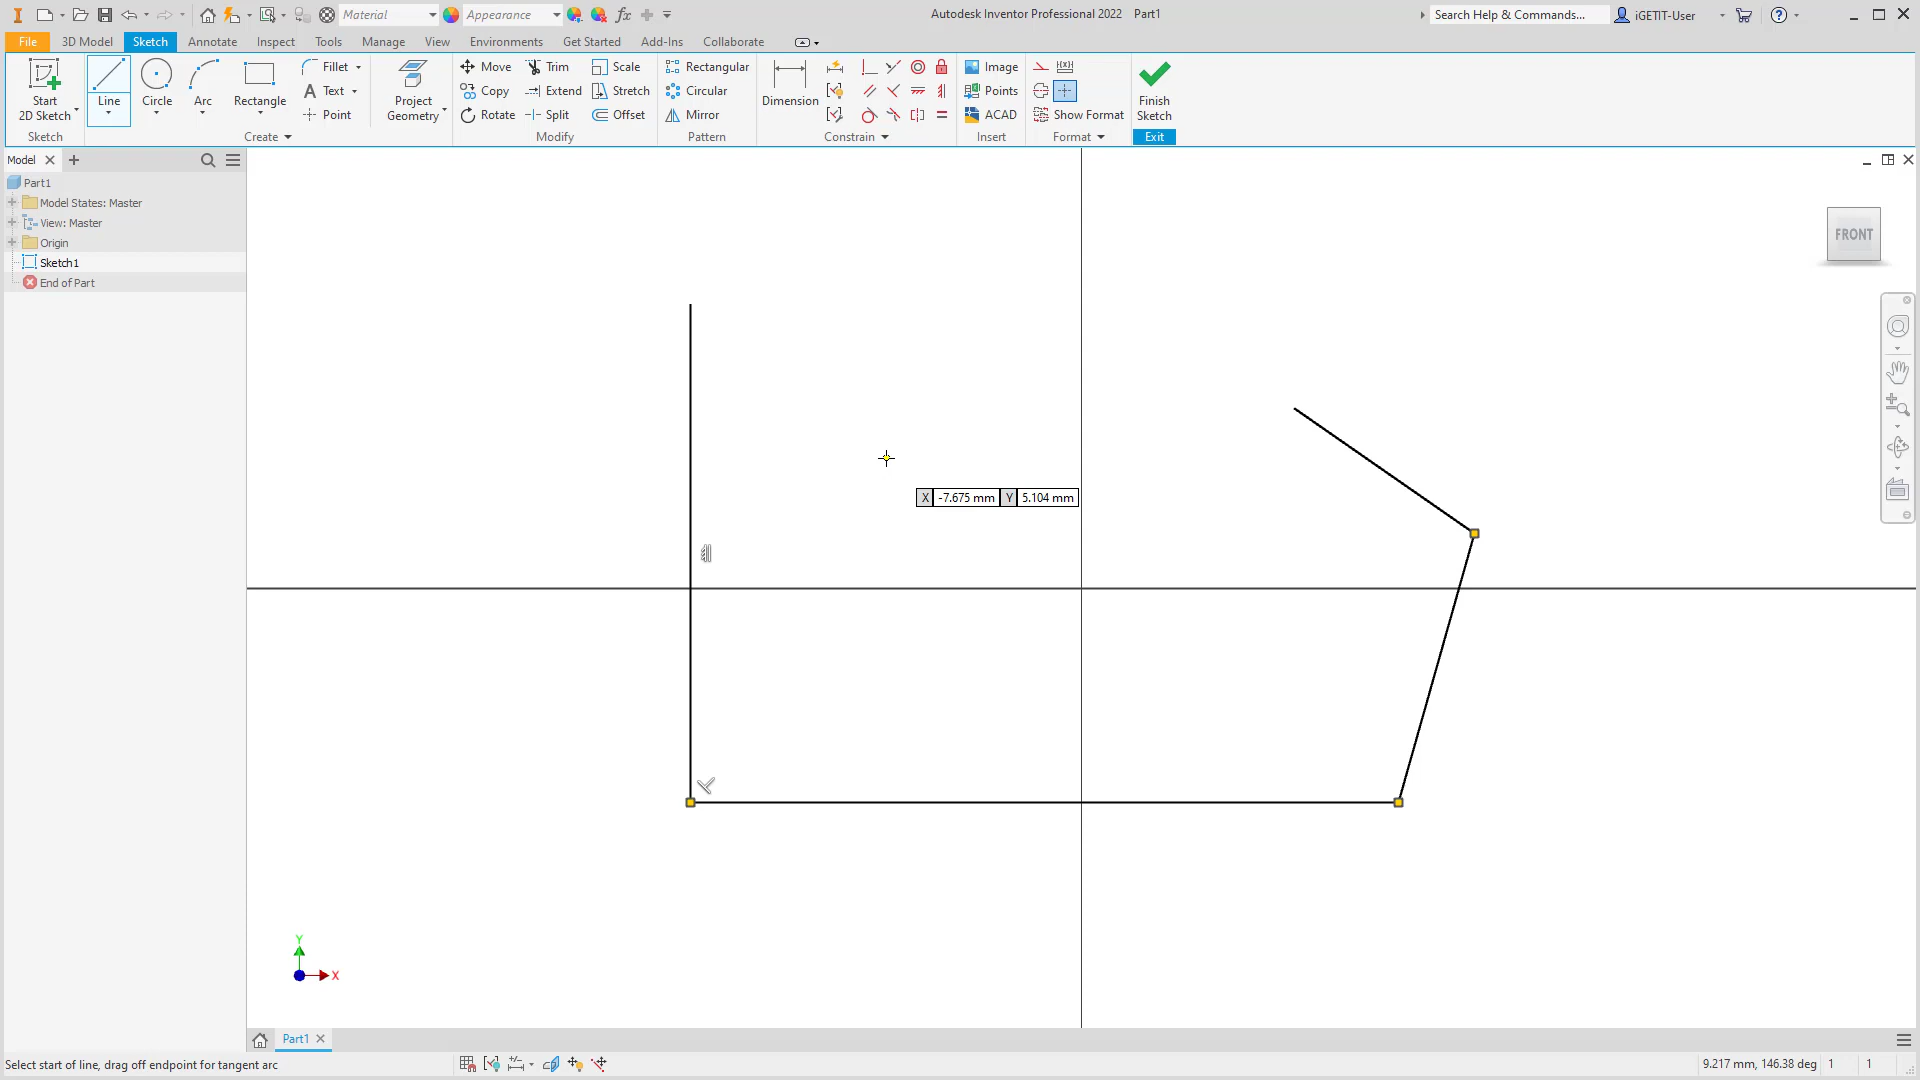 Material
Appearance
fx
Autodesk Inventor Professional 2022 Part1
Search Help & Commands...
iGETIT-User
File 3D Model Sketch Annotate Inspect Tools Manage View Environments Get Started Add-Ins Collaborate
Start
2D Sketch
Line
Circle
Arc
Rectangle
Fillet
Text
Point
Project
Geometry
Move
Copy
Rotate
Trim
Extend
Split
Scale
Stretch
Offset
Rectangular
Circular
Mirror
Dimension
Image
Points
ACAD
Show Format
Finish
Sketch
Sketch Create Modify Pattern Constrain Insert Format Exit
Model
Part1
Model States: Master
View: Master
Origin
Sketch1
End of Part
FRONT
X -7.675 mm Y 5.104 mm
Y
X
Part1
Select start of line, drag off endpoint for tangent arc
9.217 mm, 146.38 deg 1 1